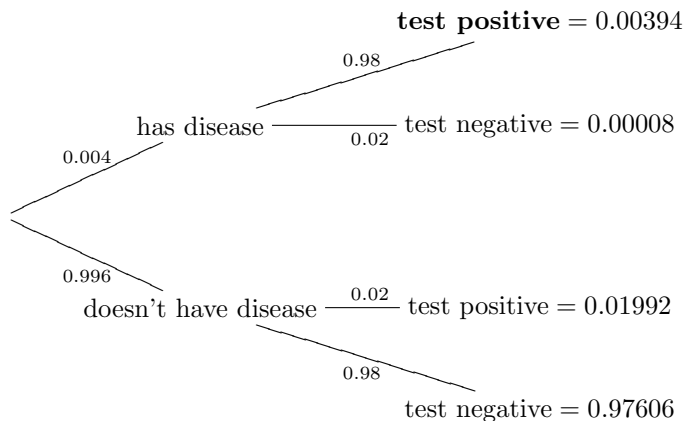 test positive = 0.00394
0.98
has disease
test negative = 0.00008
0.02
0.004
0.996
doesn't have disease
0.02
test positive = 0.01992
0.98
test negative = 0.97606